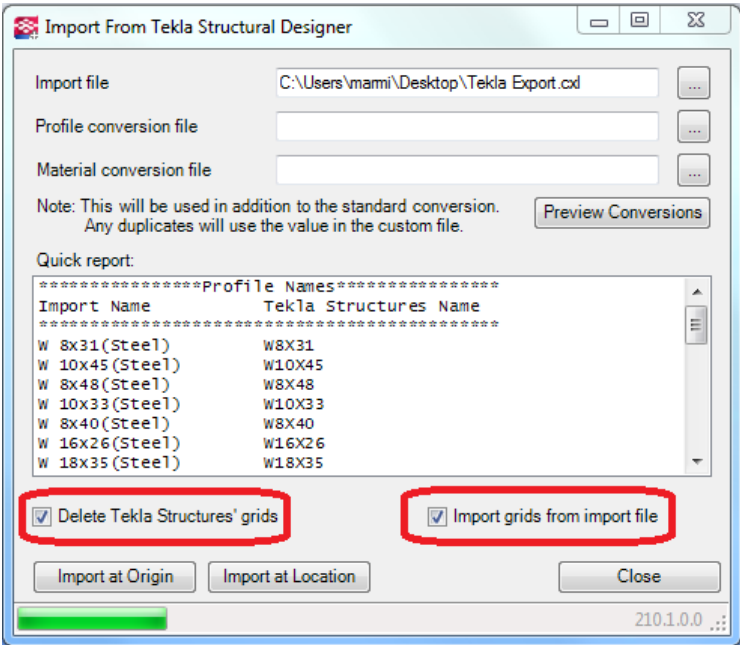 Import From Tekla Structural Designer
Import file
C:\Users\marmi\Desktop\Tekla Export.cxl
...
Profile conversion file
...
Material conversion file
...
Note: This will be used in addition to the standard conversion.
Any duplicates will use the value in the custom file.
Preview Conversions
Quick report:
****************Profile Names****************
Import Name Tekla Structures Name
*********************************************
W 8x31(Steel) W8X31
W 10x45(Steel) W10X45
W 8x48(Steel) W8X48
W 10x33(Steel) W10X33
W 8x40(Steel) W8X40
W 16x26(Steel) W16X26
W 18x35(Steel) W18X35
Delete Tekla Structures' grids
Import grids from import file
Import at Origin
Import at Location
Close
210.1.0.0